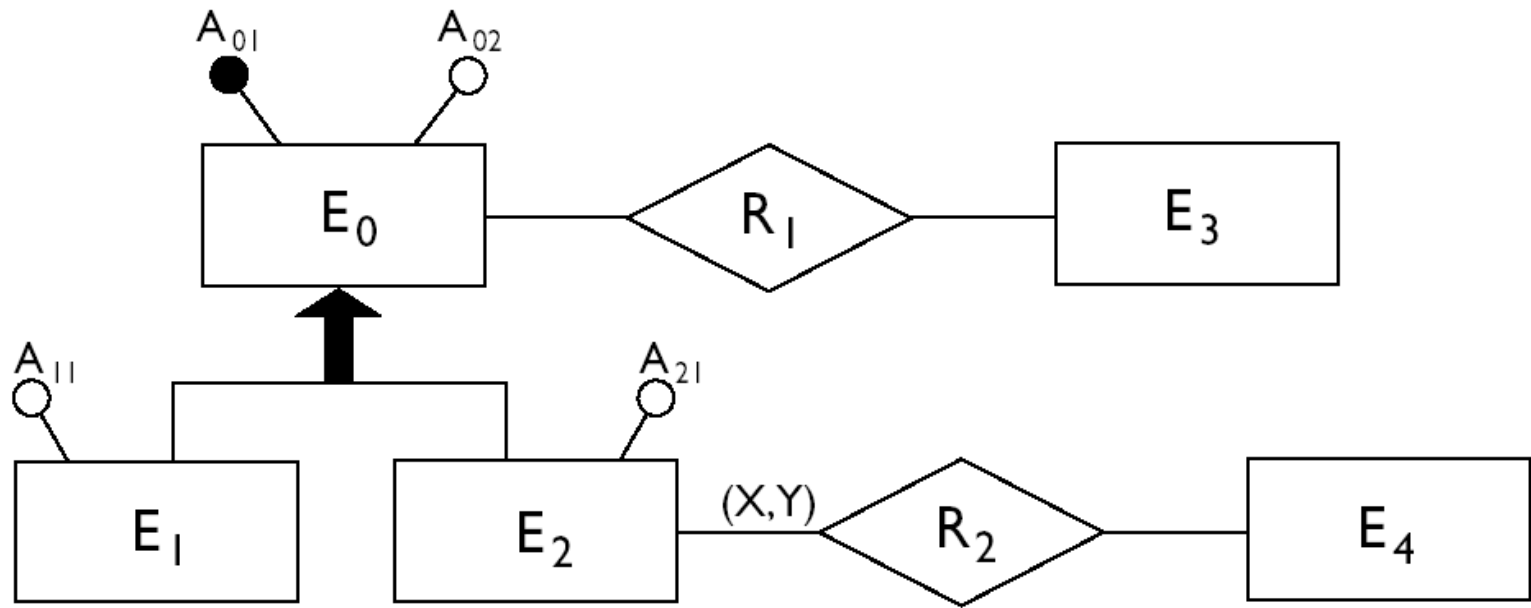 A₀₁ A₀₂
E₀ R₁ E₃
A₁₁ A₂₁
(X,Y)
E₁ E₂ R₂ E₄